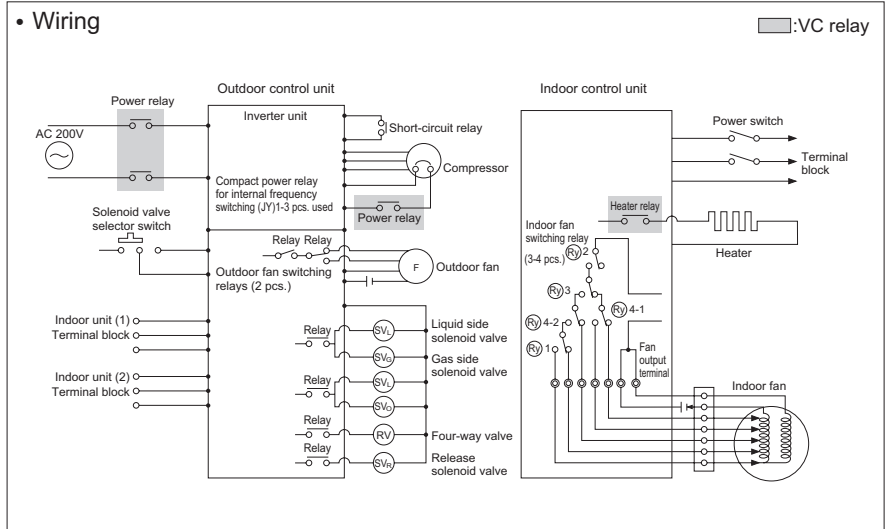 • Wiring
:VC relay
Outdoor control unit
Indoor control unit
Power relay
Inverter unit
AC 200V
Short-circuit relay
Compressor
Compact power relay
for internal frequency
switching (JY)1-3 pcs. used
Power relay
Solenoid valve
selector switch
Relay Relay
F
Outdoor fan
Outdoor fan switching
relays (2 pcs.)
Indoor unit (1)
Terminal block
Indoor unit (2)
Terminal block
Relay
SVL
Liquid side
solenoid valve
SVG
Gas side
solenoid valve
Relay
SVL
SVO
Relay
RV
Four-way valve
Relay
SVR
Release
solenoid valve
Power switch
Terminal
block
Heater relay
Heater
Indoor fan
switching relay
(3-4 pcs.)
Ry 2
Ry 3
Ry 4-1
Ry 4-2
Ry 1
Fan
output
terminal
Indoor fan